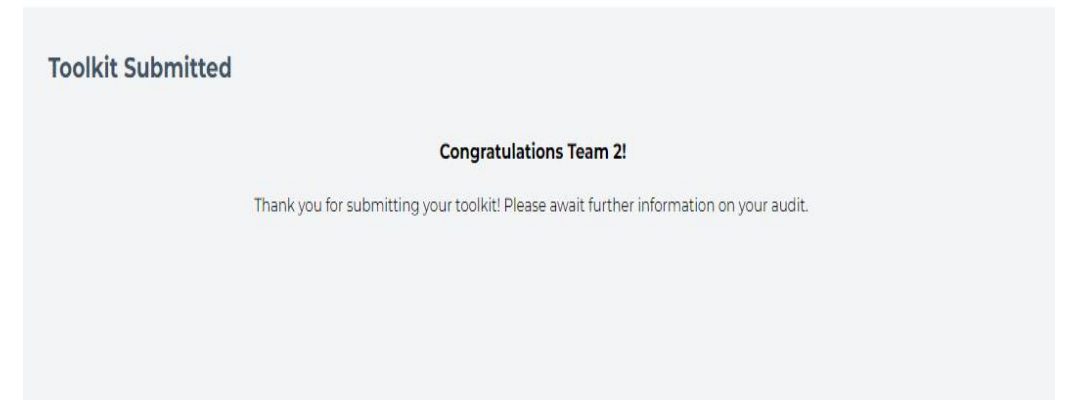 Toolkit Submitted
Congratulations Team 2!
Thank you for submitting your toolkit! Please await further information on your audit.